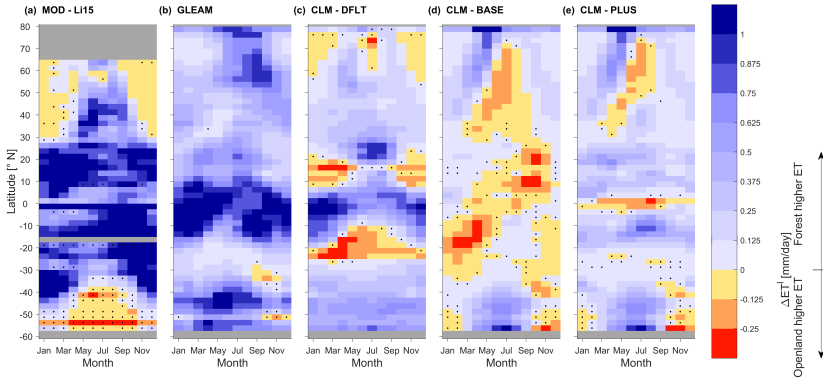 (a) MOD - Li15
(b) GLEAM
(c) CLM - DFLT
(d) CLM - BASE
(e) CLM - PLUS
80
70
60
50
40
30
20
10
0
-10
-20
-30
-40
-50
-60
Latitude [° N]
Jan Mar May Jul Sep Nov
Jan Mar May Jul Sep Nov
Jan Mar May Jul Sep Nov
Jan Mar May Jul Sep Nov
Jan Mar May Jul Sep Nov
Month
Month
Month
Month
Month
1
0.875
0.75
0.625
0.5
0.375
0.25
0.125
0
-0.125
-0.25
ΔETˡ [mm/day]
Openland higher ET
Forest higher ET